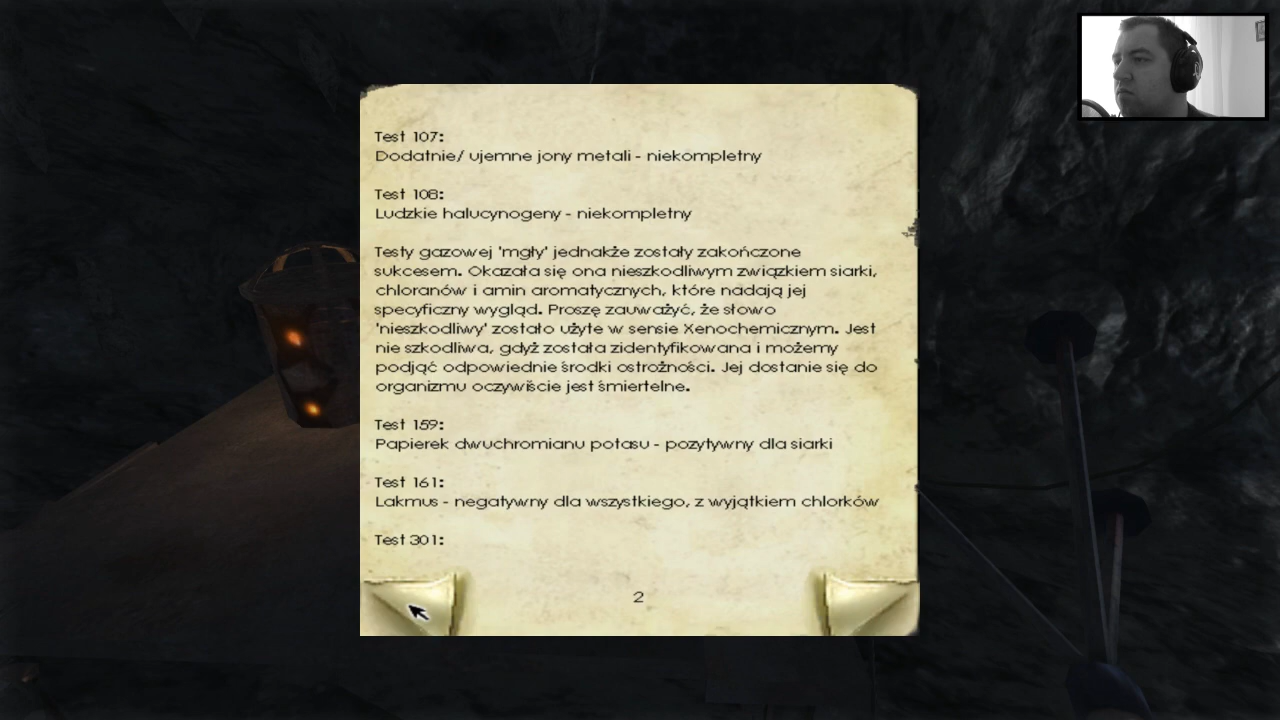 Test 107:
Dodatnie/ ujemne jony metali - niekompletny
Test 108:
Ludzkie halucynogeny - niekompletny
Testy gazowej 'mgły' jednakże zostały zakończone
sukcesem. Okazała się ona nieszkodliwym związkiem siarki,
chloranów i amin aromatycznych, które nadają jej
specyficzny wygląd. Proszę zauważyć, że słowo
'nieszkodliwy' zostało użyte w sensie Xenochemicznym. Jest
nie szkodliwa, gdyż została zidentyfikowana i możemy
podjąć odpowiednie środki ostrożności. Jej dostanie się do
organizmu oczywiście jest śmiertelne.
Test 159:
Papierek dwuchromianu potasu - pozytywny dla siarki
Test 161:
Lakmus - negatywny dla wszystkiego, z wyjątkiem chlorków
Test 301:
2